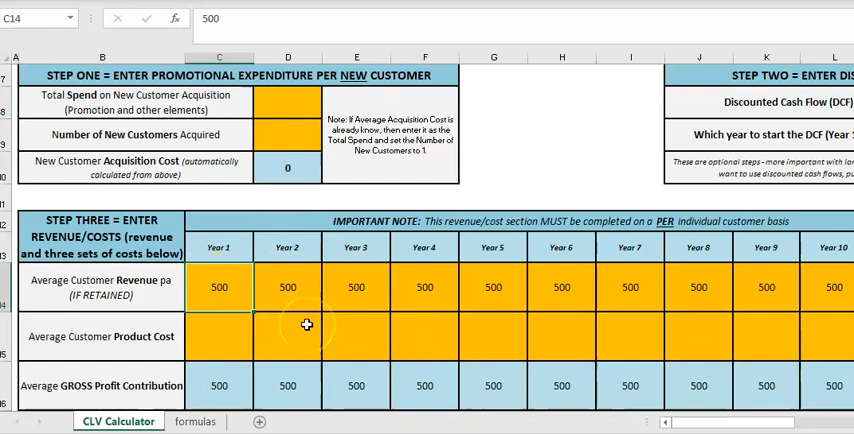 C14
fx
500
A B C D E F G H I J K L
7
STEP ONE = ENTER PROMOTIONAL EXPENDITURE PER NEW CUSTOMER
STEP TWO = ENTER DIS
Total Spend on New Customer Acquisition
(Promotion and other elements)
8
Note: If Average Acquisition Cost is
already know, then enter it as the
Total Spend and set the Number of
New Customers to 1.
Discounted Cash Flow (DCF)
Number of New Customers Acquired
9
Which year to start the DCF (Year 1
New Customer Acquisition Cost (automatically
calculated from above)
0
10
These are optional steps - more important with lon
want to use discounted cash flows, pu
11
12
STEP THREE = ENTER
REVENUE/COSTS (revenue
and three sets of costs below)
IMPORTANT NOTE: This revenue/cost section MUST be completed on a PER individual customer basis
13
Year 1 Year 2 Year 3 Year 4 Year 5 Year 6 Year 7 Year 8 Year 9 Year 10
Average Customer Revenue pa
(IF RETAINED)
500 500 500 500 500 500 500 500 500 500
14
Average Customer Product Cost
15
Average GROSS Profit Contribution
500 500 500 500 500 500 500 500 500 500
16
CLV Calculator
formulas